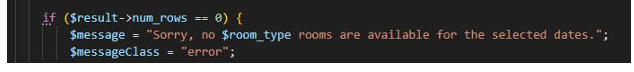 if ($result->num_rows == 0) {
$message = "Sorry, no $room_type rooms are available for the selected dates.";
$messageClass = "error";